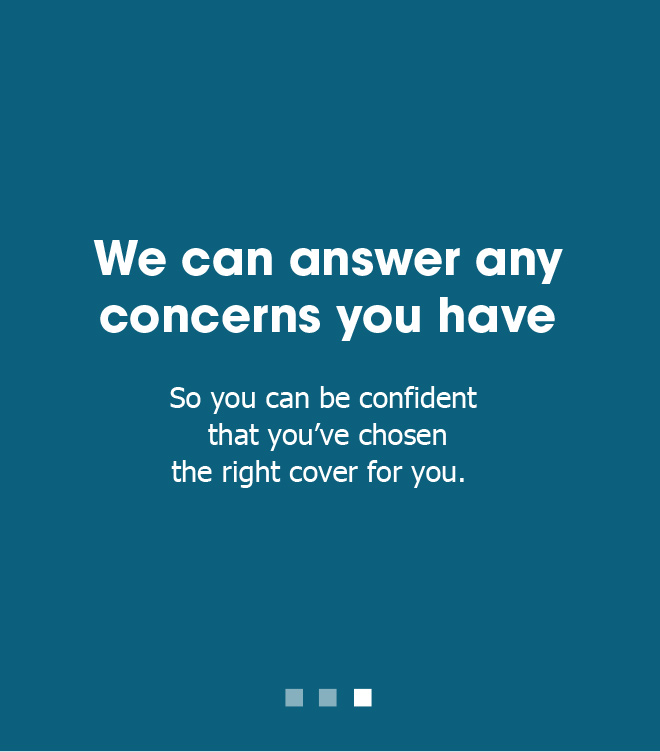 We can answer any
concerns you have
So you can be confident
that you’ve chosen
the right cover for you.